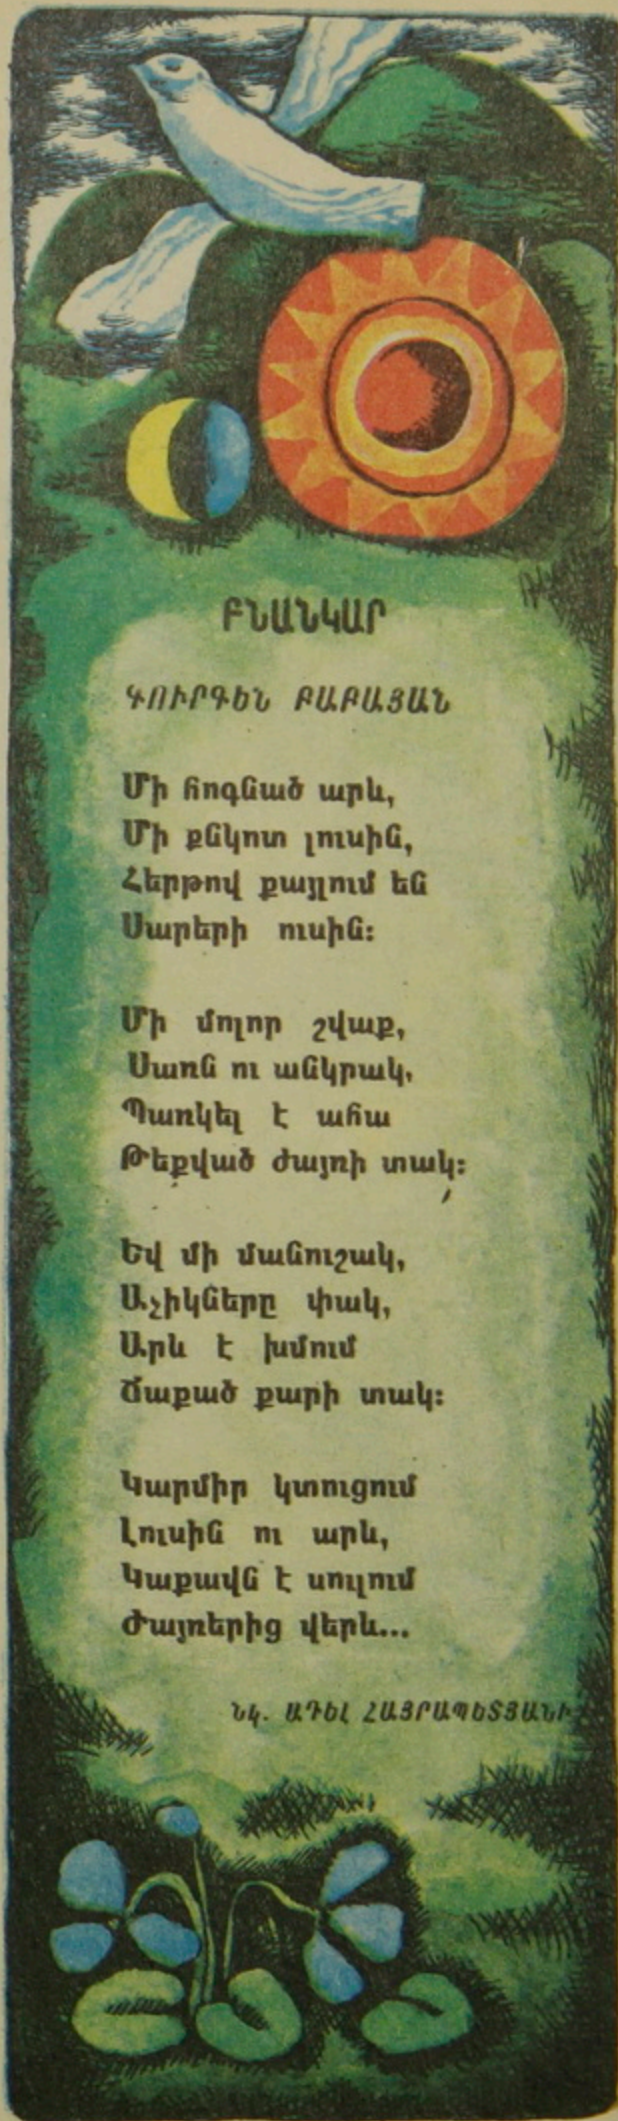 ԲՆԱՆԿԱՐ
ԳՈՒՐԳԵՆ ԲԱԲԱՅԱՆ
Մի հոգնած արև,
Մի քնկոտ լուսին,
Հերթով քայլում են
Սարերի ուսին։
Մի մոլոր շվաք,
Սառն ու անկրակ,
Պառկել է ահա
Թեքված ժայռի տակ։
Եվ մի մանուշակ,
Աչիկները փակ,
Արև է խմում
Ճաքած քարի տակ։
Կարմիր կտուցում
Լուսին ու արև,
Կաքավն է սուլում
Ժայռերից վերև...
ՆԿ. ԱԴԵԼ ՀԱՅՐԱՊԵՏՅԱՆԻ